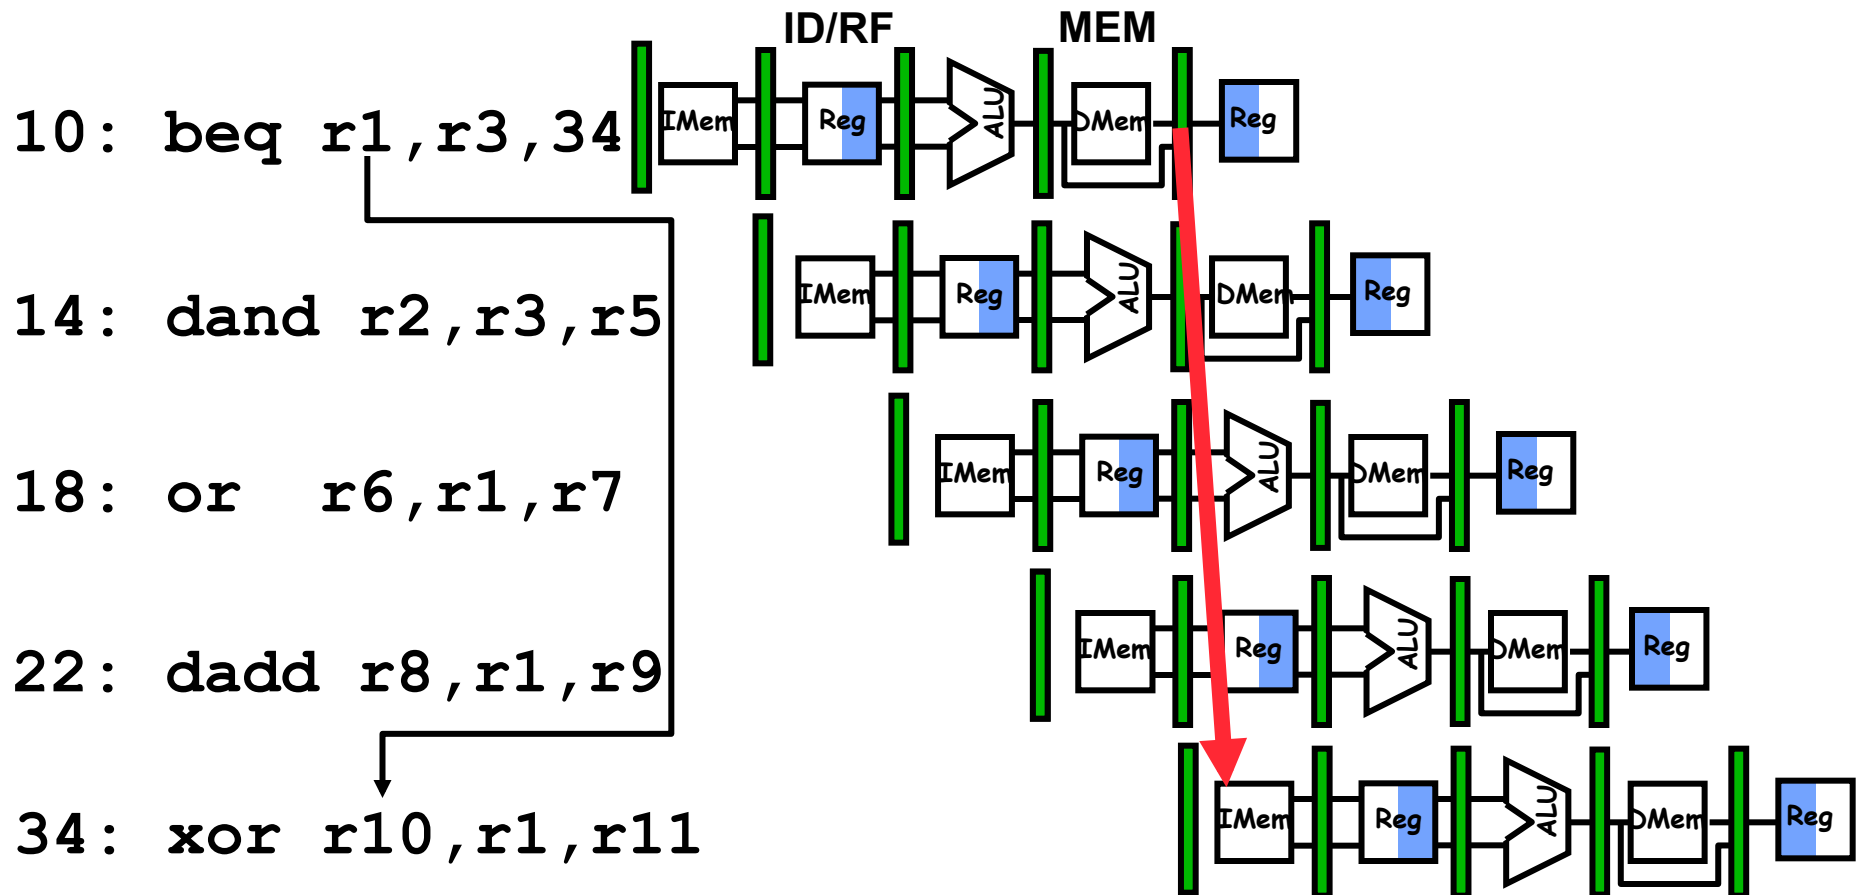 ID/RF MEM
10: beq r1,r3,34 IMem Reg ALU DMem Reg
14: dand r2,r3,r5 IMem Reg ALU DMem Reg
18: or r6,r1,r7 IMem Reg ALU DMem Reg
22: dadd r8,r1,r9 IMem Reg ALU DMem Reg
34: xor r10,r1,r11 IMem Reg ALU DMem Reg